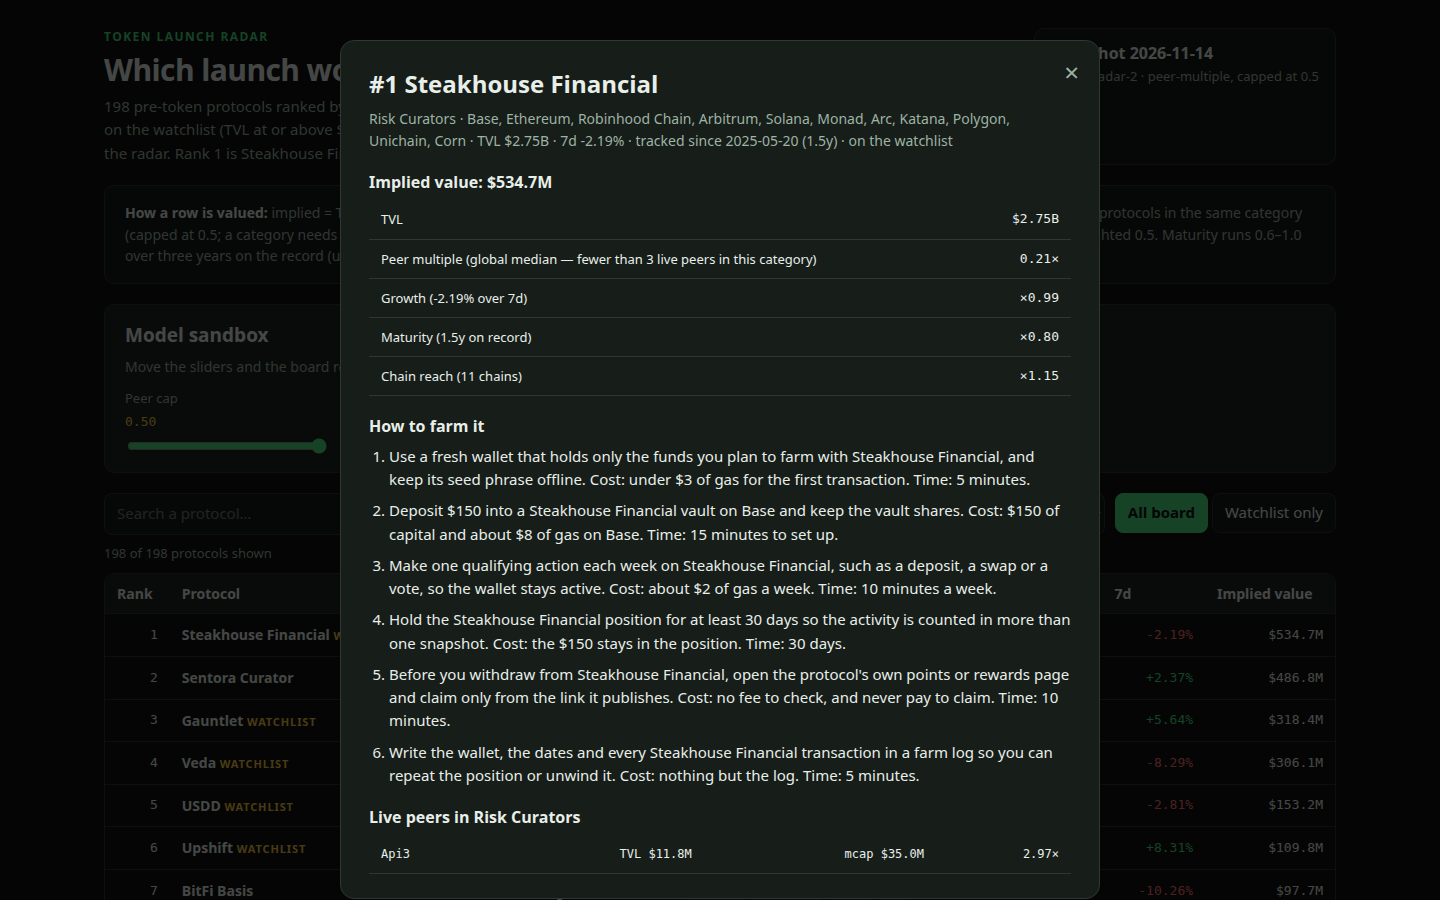 TOKEN LAUNCH RADAR
Which launch wo
198 pre-token protocols ranked by
on the watchlist (TVL at or above $
the radar. Rank 1 is Steakhouse Fi
hot 2026-11-14
adar-2 · peer-multiple, capped at 0.5
How a row is valued: implied = T
(capped at 0.5; a category needs
over three years on the record (u
protocols in the same category
hted 0.5. Maturity runs 0.6–1.0
Model sandbox
Move the sliders and the board r
Peer cap
0.50
Search a protocol...
All board
Watchlist only
198 of 198 protocols shown
Rank Protocol 7d Implied value
1 Steakhouse Financial W -2.19% $534.7M
2 Sentora Curator +2.37% $486.8M
3 Gauntlet WATCHLIST +5.64% $318.4M
4 Veda WATCHLIST -8.29% $306.1M
5 USDD WATCHLIST -2.81% $153.2M
6 Upshift WATCHLIST +8.31% $109.8M
7 BitFi Basis -10.26% $97.7M
#1 Steakhouse Financial
×
Risk Curators · Base, Ethereum, Robinhood Chain, Arbitrum, Solana, Monad, Arc, Katana, Polygon,
Unichain, Corn · TVL $2.75B · 7d -2.19% · tracked since 2025-05-20 (1.5y) · on the watchlist
Implied value: $534.7M
TVL $2.75B
Peer multiple (global median — fewer than 3 live peers in this category) 0.21×
Growth (-2.19% over 7d) ×0.99
Maturity (1.5y on record) ×0.80
Chain reach (11 chains) ×1.15
How to farm it
1. Use a fresh wallet that holds only the funds you plan to farm with Steakhouse Financial, and
keep its seed phrase offline. Cost: under $3 of gas for the first transaction. Time: 5 minutes.
2. Deposit $150 into a Steakhouse Financial vault on Base and keep the vault shares. Cost: $150 of
capital and about $8 of gas on Base. Time: 15 minutes to set up.
3. Make one qualifying action each week on Steakhouse Financial, such as a deposit, a swap or a
vote, so the wallet stays active. Cost: about $2 of gas a week. Time: 10 minutes a week.
4. Hold the Steakhouse Financial position for at least 30 days so the activity is counted in more than
one snapshot. Cost: the $150 stays in the position. Time: 30 days.
5. Before you withdraw from Steakhouse Financial, open the protocol's own points or rewards page
and claim only from the link it publishes. Cost: no fee to check, and never pay to claim. Time: 10
minutes.
6. Write the wallet, the dates and every Steakhouse Financial transaction in a farm log so you can
repeat the position or unwind it. Cost: nothing but the log. Time: 5 minutes.
Live peers in Risk Curators
Api3 TVL $11.8M mcap $35.0M 2.97×